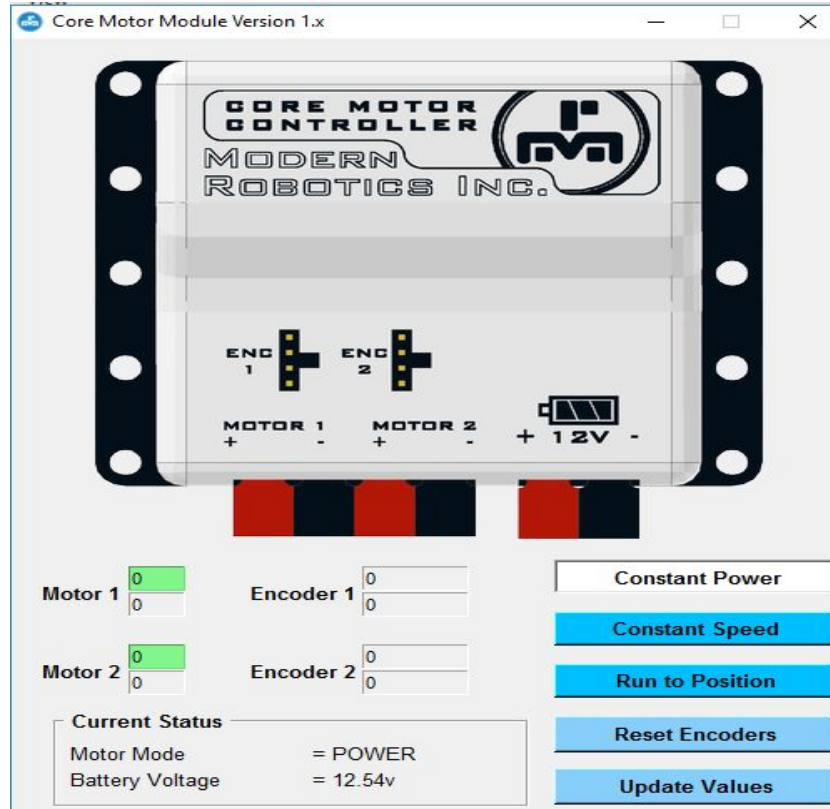 Core Motor Module Version 1.x
CORE MOTOR
CONTROLLER
MODERN
ROBOTICS INC.
ENC
1
ENC
2
MOTOR 1
+ -
MOTOR 2
+ -
+ 12V -
Motor 1
0
0
Encoder 1
0
0
Constant Power
Constant Speed
Motor 2
0
0
Encoder 2
0
0
Run to Position
Reset Encoders
Update Values
Current Status
Motor Mode = POWER
Battery Voltage = 12.54v